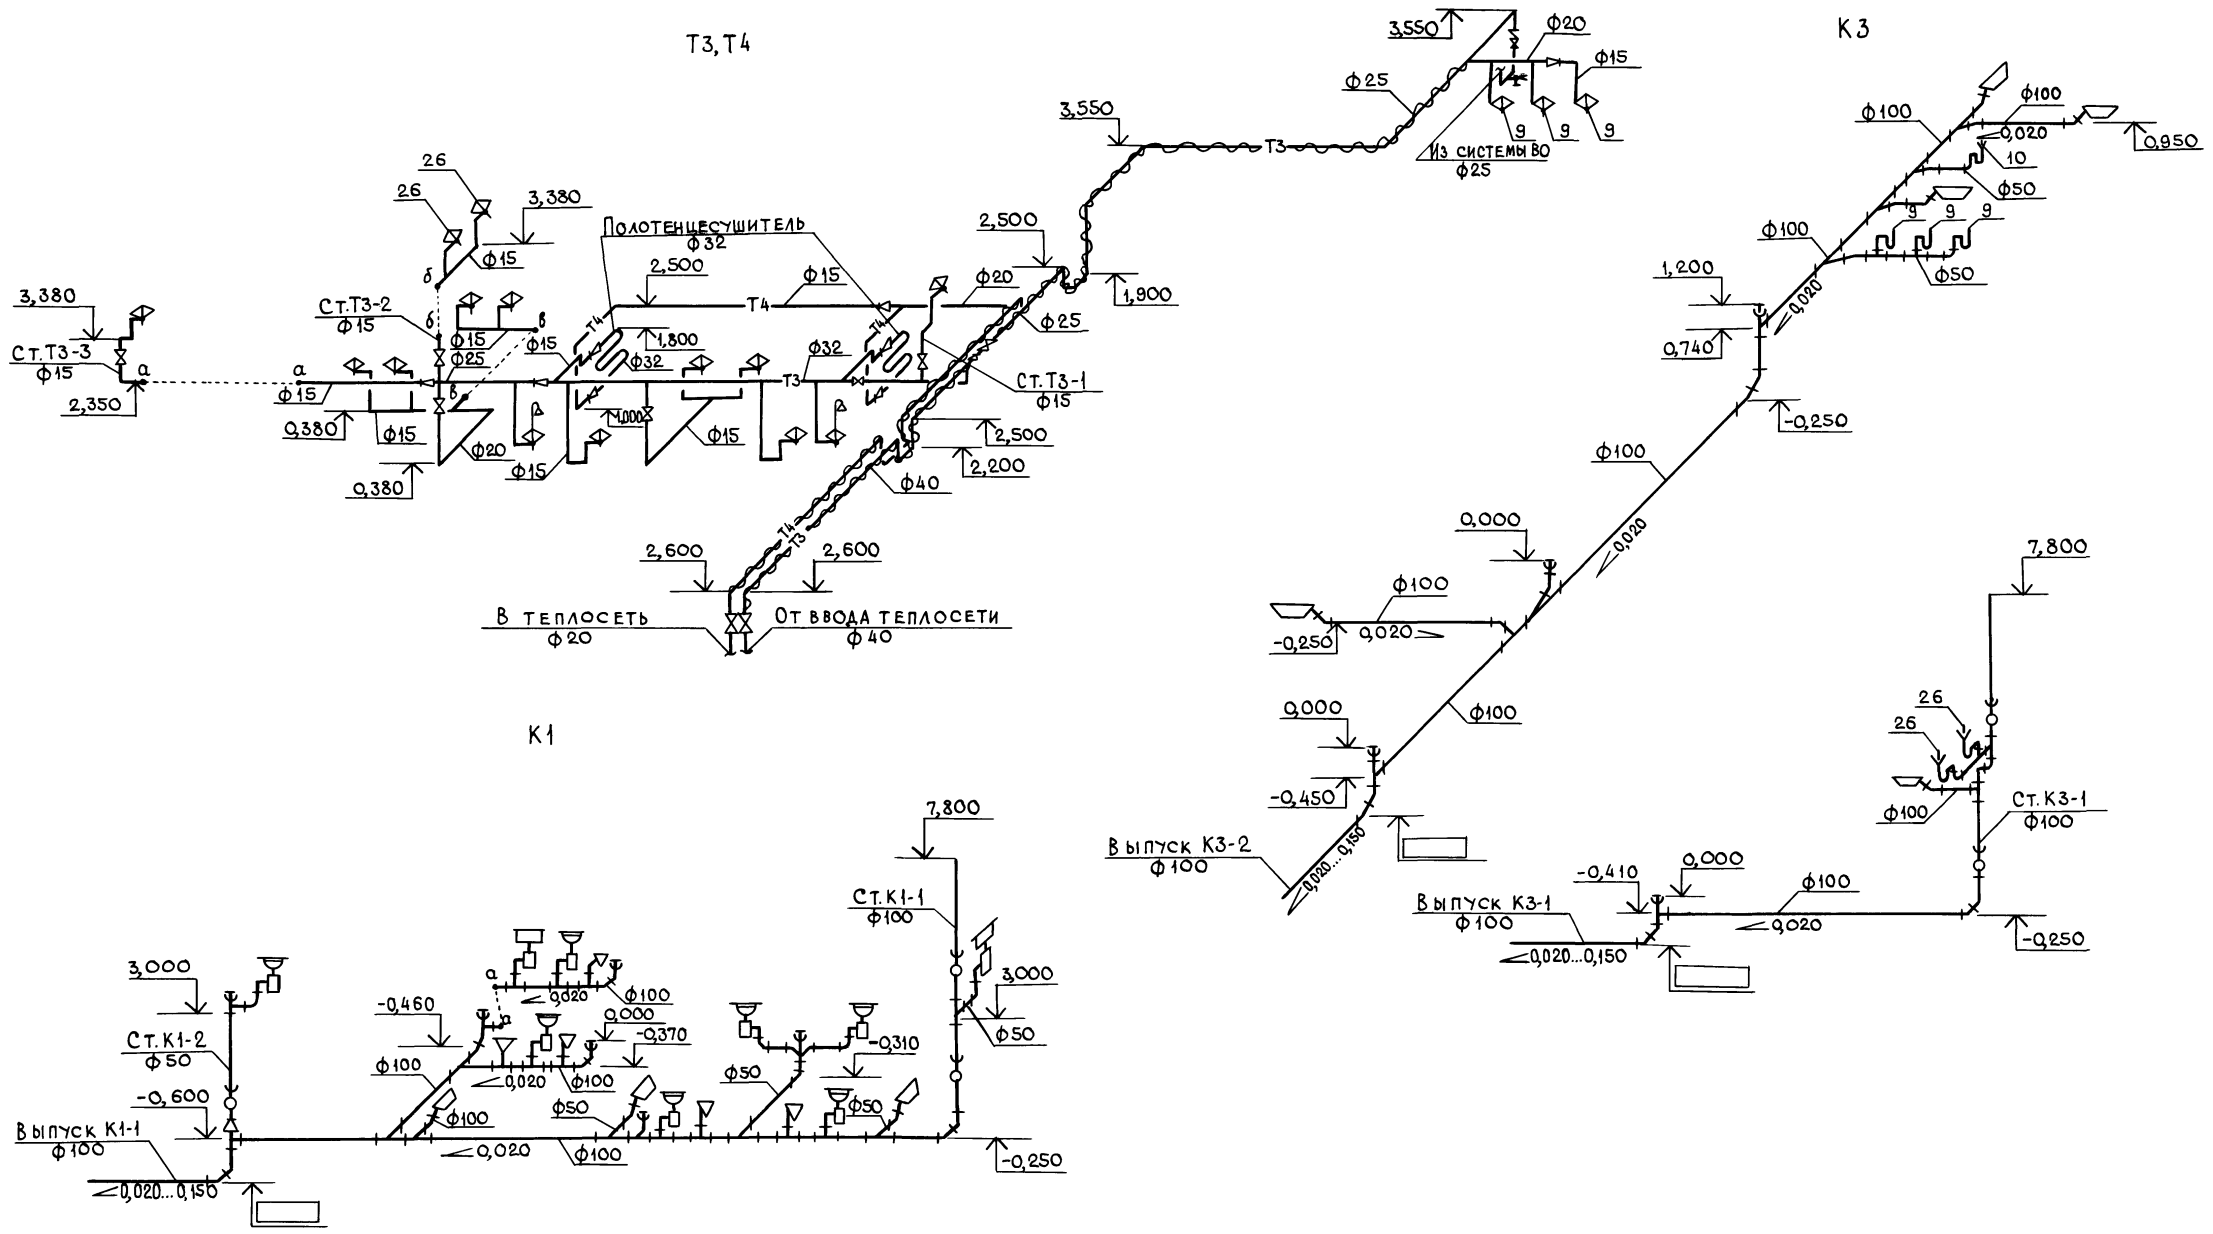 Т3, Т4
26
26
3,380
ф15
б
б
3,380
Ст.Т3-3
ф15
а
2,350
а
ф15
Ст.Т3-2
ф15
ф15
в
ф25
в
0,380
ф15
ф20
0,380
Полотенцесушитель
ф32
2,500
Т4
ф15
ф20
ф25
Т4
ф15
1,800
ф32
ф32
Т4
Т3
1,000
ф15
ф15
Ст.Т3-1
ф15
2,500
2,200
ф40
Т4
Т3
2,600
2,600
В теплосеть
ф20
От ввода теплосети
ф40
2,500
1,900
3,550
Т3
ф25
3,550
ф20
ф15
9
9
9
Из системы ВО
ф25
К3
ф100
ф100
0,020
0,950
10
ф50
9
9
9
ф50
ф100
1,200
0,020
0,740
-0,250
ф100
0,020
0,000
ф100
0,020
-0,250
ф100
0,000
-0,450
Выпуск К3-2
ф100
0,020...0,150
7,800
26
26
ф100
Ст.К3-1
ф100
-0,410
0,000
ф100
Выпуск К3-1
ф100
0,020
-0,250
0,020...0,150
К1
7,800
Ст.К1-1
ф100
3,000
ф50
3,000
Ст.К1-2
ф50
-0,600
Выпуск К1-1
ф100
0,020...0,150
а
0,020
ф100
-0,460
а
0,000
-0,370
ф100
0,020
ф100
ф100
ф50
ф50
-0,310
ф50
0,020
ф100
-0,250